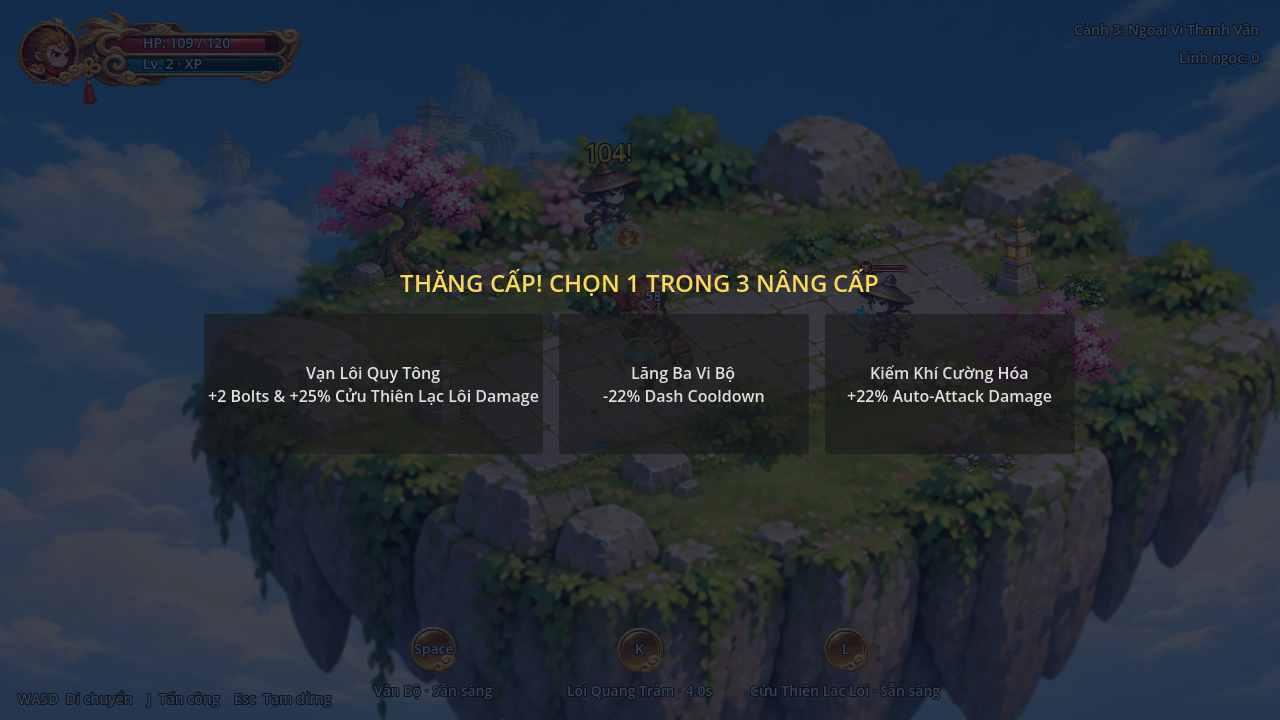 HP: 109 / 120
Lv. 2 · XP
Cảnh 3: Ngoại Vi Thanh Vân
Linh ngọc: 0
104!
THĂNG CẤP! CHỌN 1 TRONG 3 NÂNG CẤP
58
Vạn Lôi Quy Tông
+2 Bolts & +25% Cửu Thiên Lạc Lôi Damage
Lăng Ba Vi Bộ
-22% Dash Cooldown
Kiếm Khí Cường Hóa
+22% Auto-Attack Damage
Space
K
L
Vân Bộ · Sẵn sàng
Lôi Quang Trảm · 4.0s
Cửu Thiên Lạc Lôi · Sẵn sàng
WASD Di chuyển J Tấn công Esc Tạm dừng